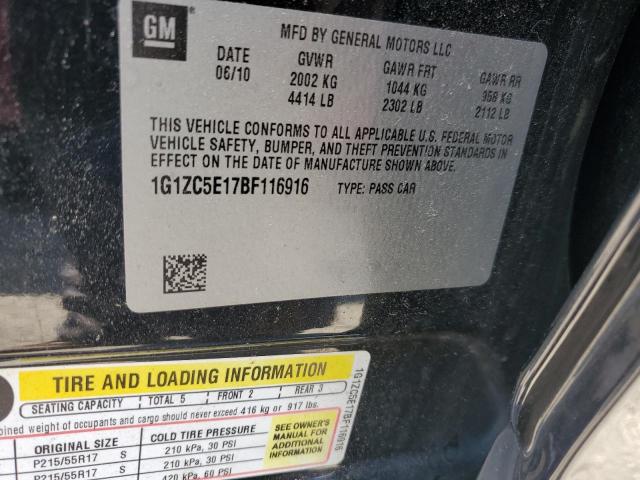 GM
MFD BY GENERAL MOTORS LLC
DATE GVWR GAWR FRT GAWR RR
06/10 2002 KG 1044 KG 958 KG
4414 LB 2302 LB 2112 LB
THIS VEHICLE CONFORMS TO ALL APPLICABLE U.S. FEDERAL MOTOR
VEHICLE SAFETY, BUMPER, AND THEFT PREVENTION STANDARDS IN
EFFECT ON THE DATE OF MANUFACTURE SHOWN ABOVE.
1G1ZC5E17BF116916 TYPE: PASS CAR
TIRE AND LOADING INFORMATION
SEATING CAPACITY TOTAL 5 FRONT 2 REAR 3
weight of occupants and cargo should never exceed 416 kg or 917 lbs.
ORIGINAL SIZE COLD TIRE PRESSURE
P215/55R17 S 210 kPa, 30 PSI
P215/55R17 S 210 kPa, 30 PSI
420 kPa, 60 PSI
SEE OWNER'S
MANUAL FOR
ADDITIONAL
INFORMATION
1G1ZC5E17BF116916